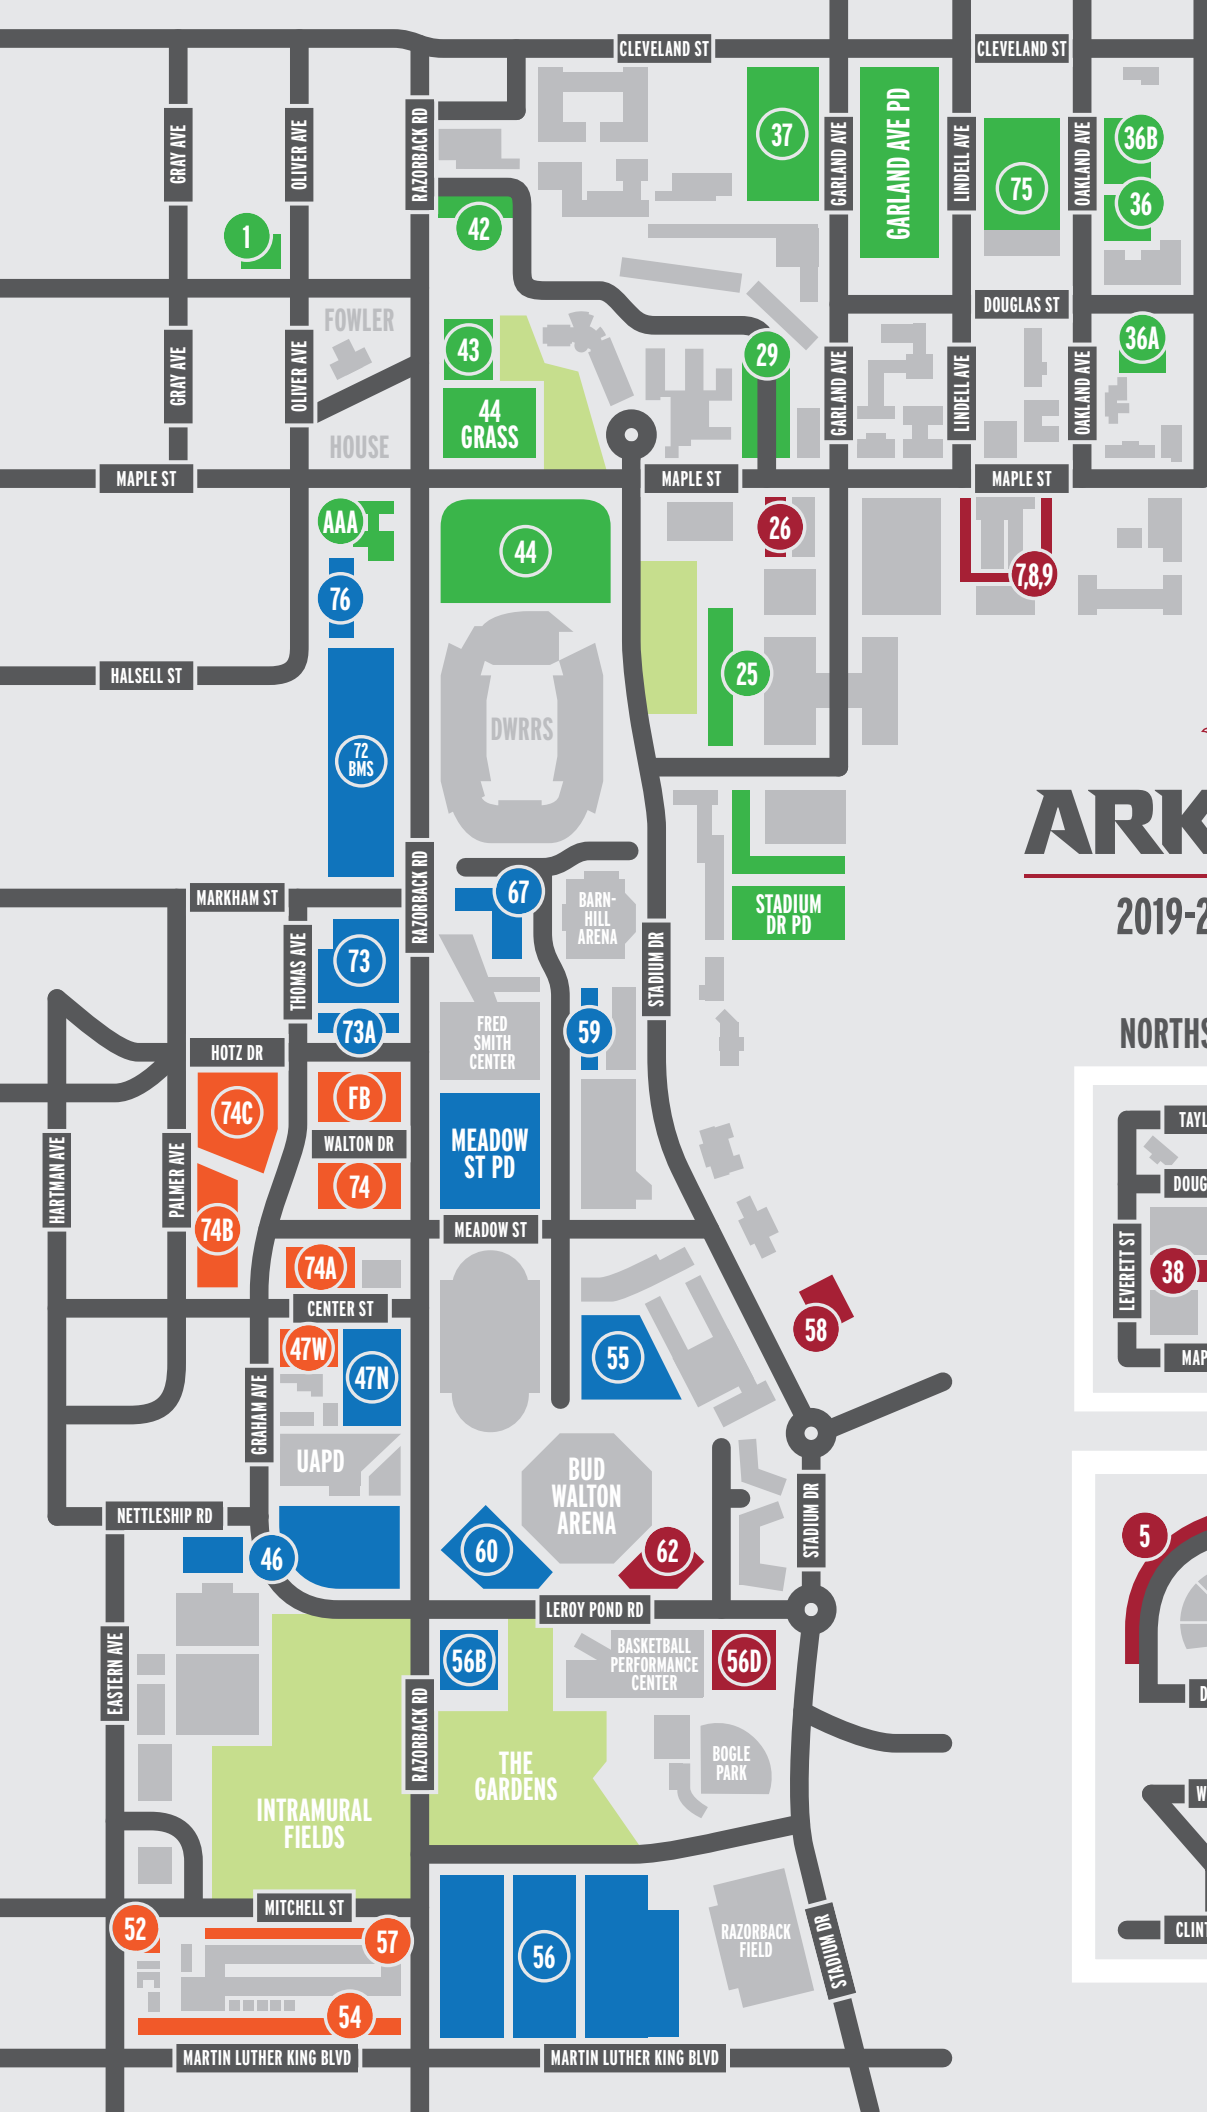 CLEVELAND ST
CLEVELAND ST
GRAY AVE
OLIVER AVE
RAZORBACK RD
37
GARLAND AVE
GARLAND AVE PD
LINDELL AVE
75
OAKLAND AVE
36B
36
1
42
DOUGLAS ST
FOWLER
HOUSE
GRAY AVE
OLIVER AVE
43
44
GRASS
29
GARLAND AVE
LINDELL AVE
OAKLAND AVE
36A
MAPLE ST
MAPLE ST
MAPLE ST
AAA
44
26
7,8,9
76
HALSELL ST
25
DWRRS
72
BMS
ARK
2019-2
MARKHAM ST
RAZORBACK RD
67
BARN-
HILL
ARENA
STADIUM
DR PD
THOMAS AVE
73
STADIUM DR
73A
FRED
SMITH
CENTER
59
NORTHS
HOTZ DR
74C
FB
WALTON DR
MEADOW
ST PD
TAYL
DOUG
HARTMAN AVE
PALMER AVE
74
74B
MEADOW ST
LEVERETT ST
38
74A
CENTER ST
58
47W
47N
55
MAP
GRAHAM AVE
UAPD
BUD
WALTON
ARENA
NETTLESHIP RD
STADIUM DR
5
46
60
62
LEROY POND RD
EASTERN AVE
56B
BASKETBALL
PERFORMANCE
CENTER
56D
D
RAZORBACK RD
THE
GARDENS
BOGLE
PARK
INTRAMURAL
FIELDS
W
MITCHELL ST
52
57
56
RAZORBACK
FIELD
STADIUM DR
CLINT
54
MARTIN LUTHER KING BLVD
MARTIN LUTHER KING BLVD